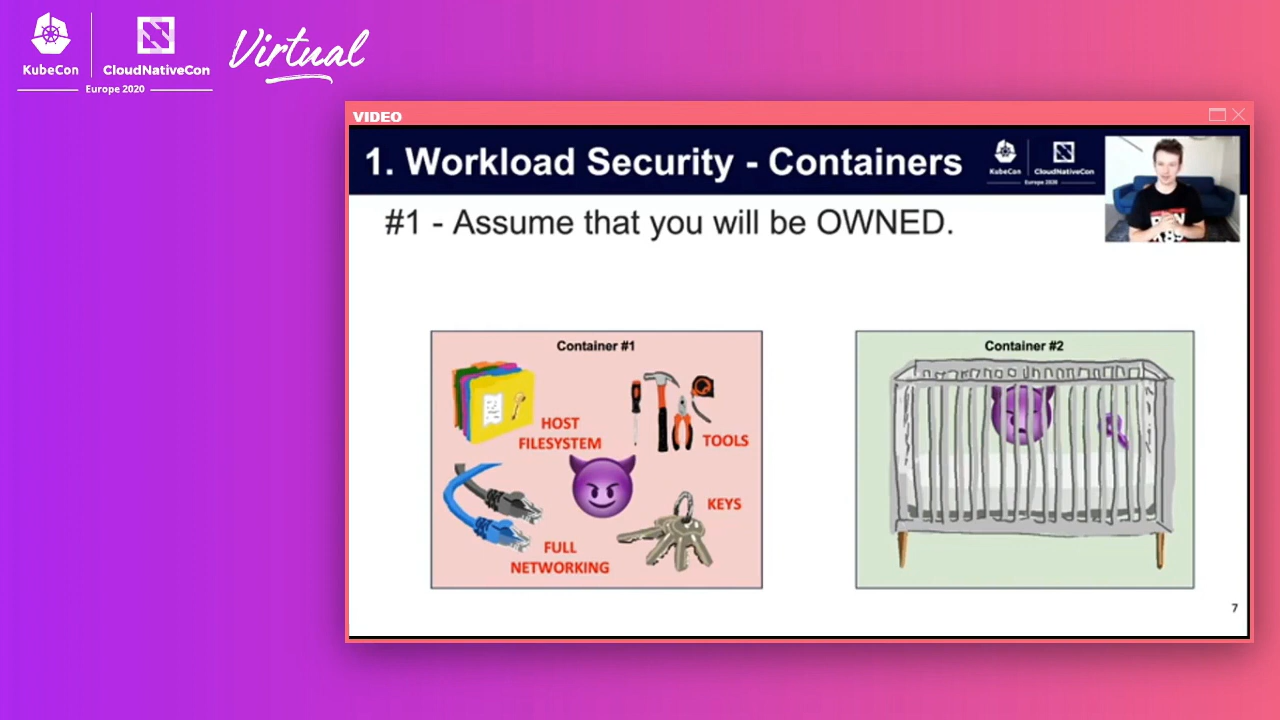 KubeCon
CloudNativeCon
Europe 2020
Virtual
VIDEO
1. Workload Security - Containers
KubeCon
CloudNativeCon
Europe 2020
#1 - Assume that you will be OWNED.
Container #1
HOST
FILESYSTEM
TOOLS
KEYS
FULL
NETWORKING
Container #2
7